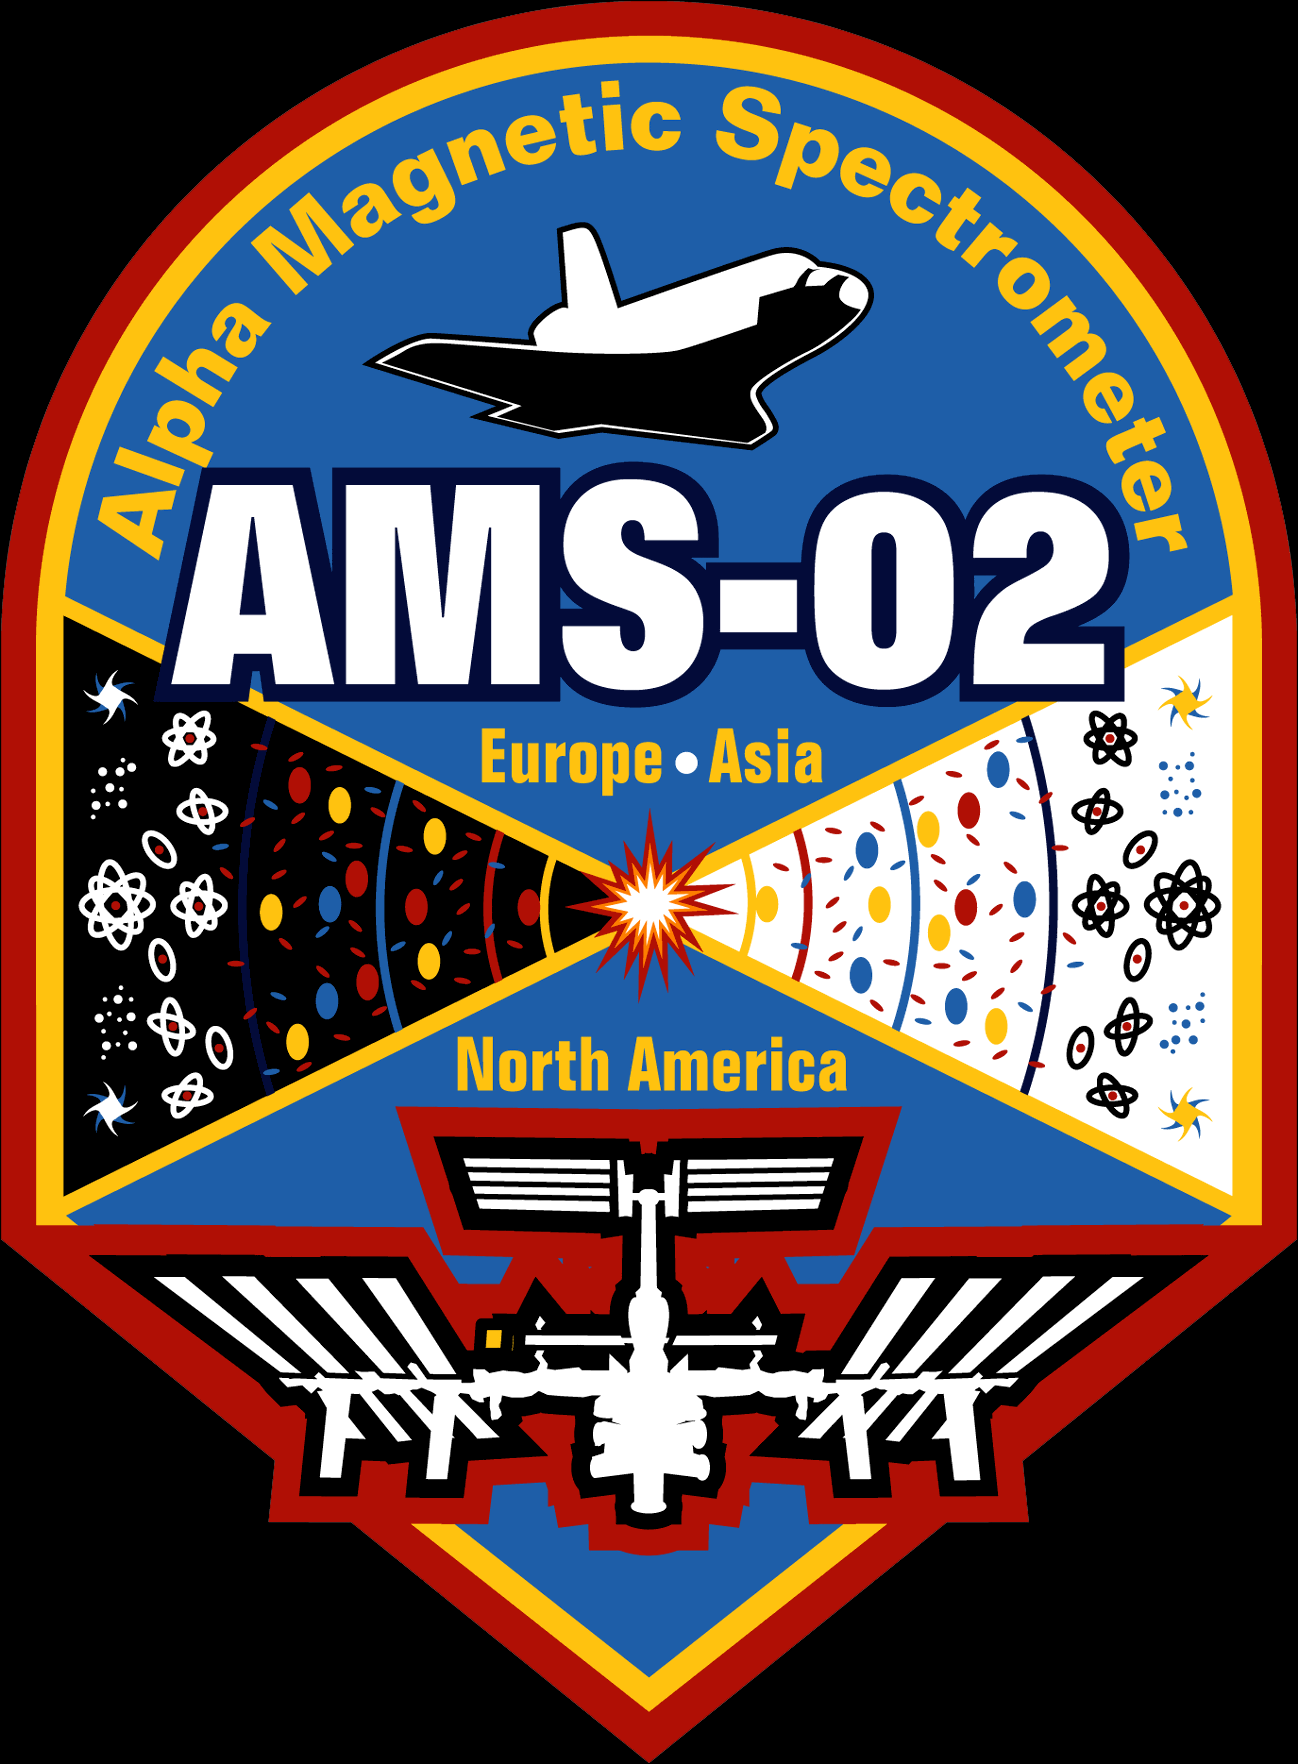 Alpha Magnetic Spectrometer
AMS-02
Europe • Asia
North America